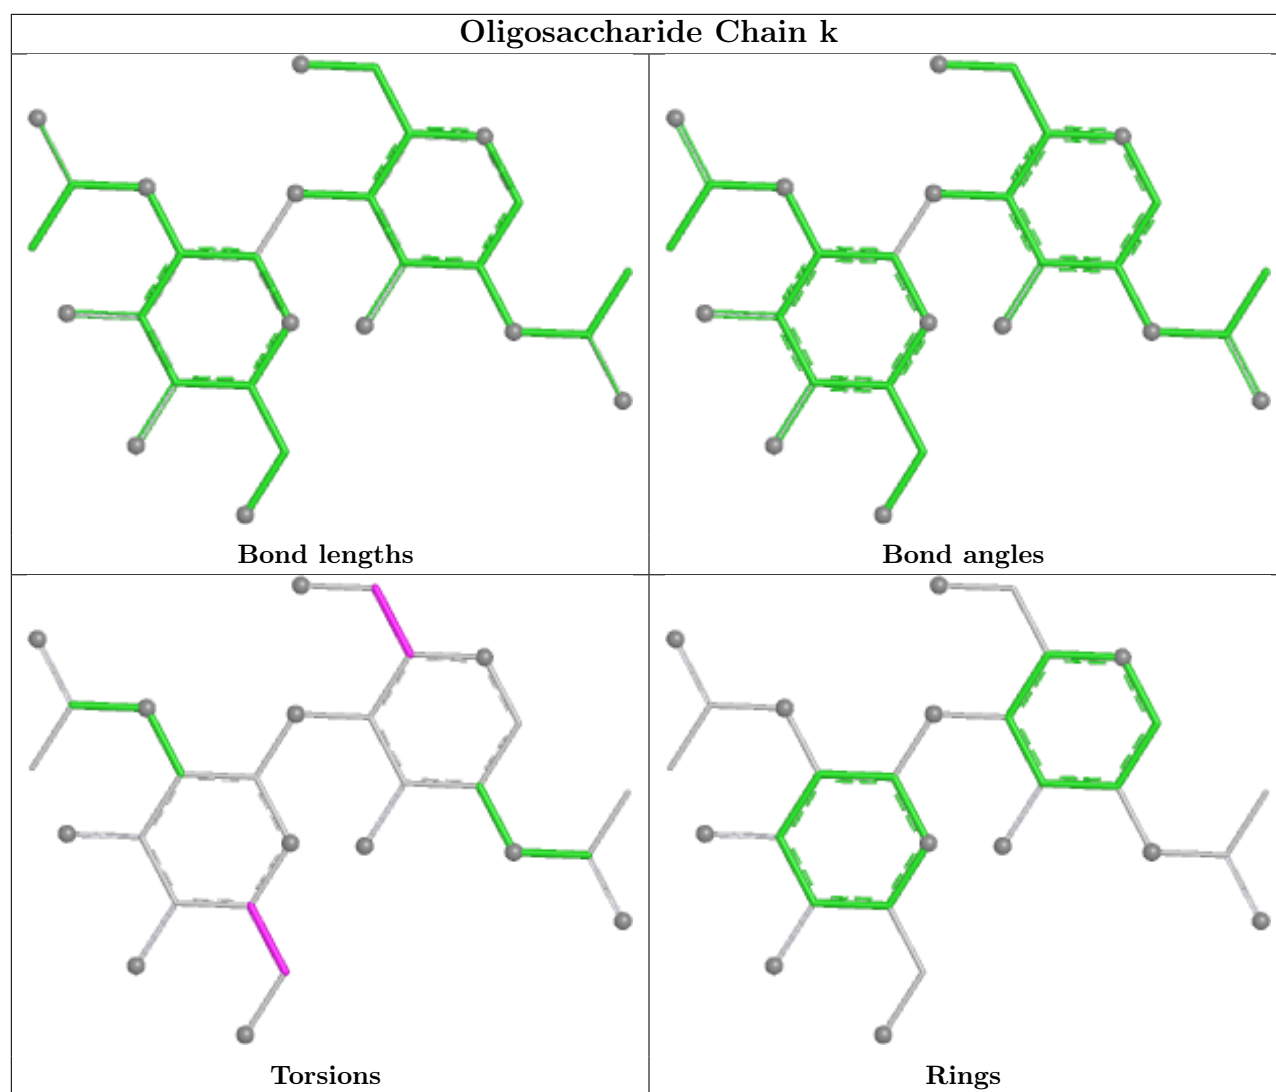 Oligosaccharide Chain k
Bond lengths
Bond angles
Torsions
Rings